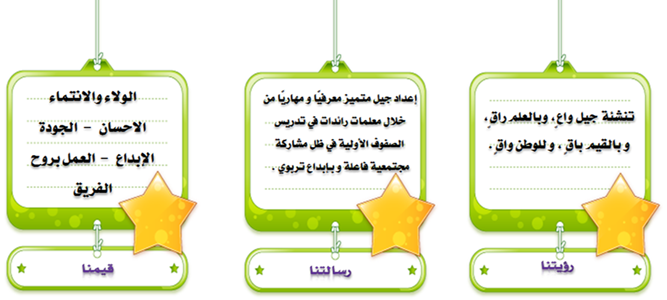 تنشئة جيل واعٍ، وبالعلم راقٍ،
و بالقيم باقٍ ، و للوطن واقٍ.
رؤيتنا
إعداد جيل متميز معرفيًا و مهاريًا من
خلال معلمات رائدات في تدريس
الصفوف الأولية في ظل مشاركة
مجتمعية فاعلة و بإبداع تربوي .
رسالتنا
الولاء والانتماء
الاحسان - الجودة
الإبداع - العمل بروح
الفريق
قيمنا